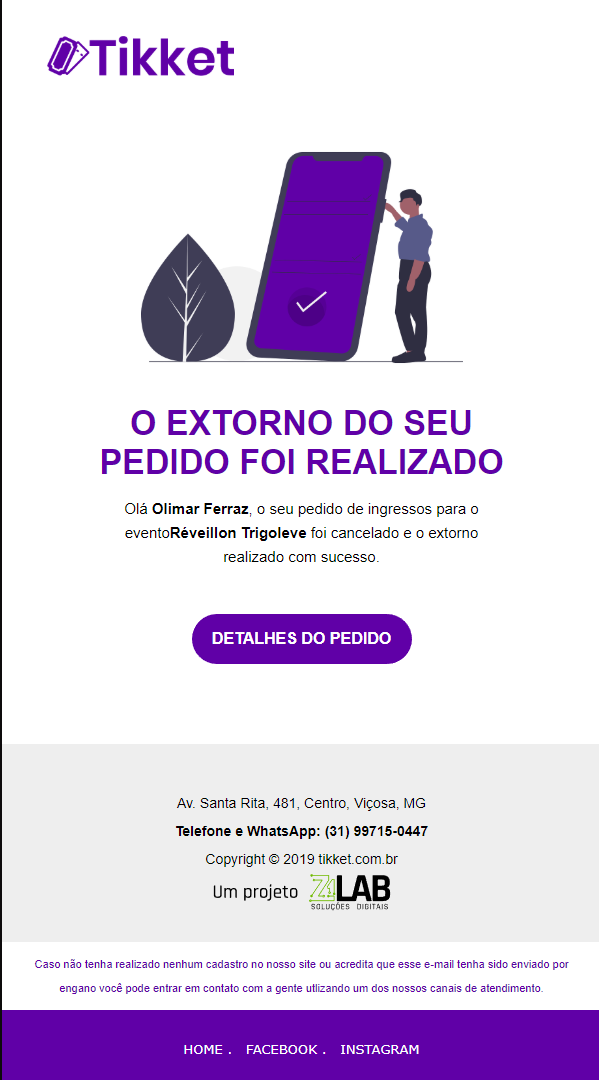 Tikket
O EXTORNO DO SEU
PEDIDO FOI REALIZADO
Olá Olimar Ferraz, o seu pedido de ingressos para o
eventoRéveillon Trigoleve foi cancelado e o extorno
realizado com sucesso.
DETALHES DO PEDIDO
Av. Santa Rita, 481, Centro, Viçosa, MG
Telefone e WhatsApp: (31) 99715-0447
Copyright © 2019 tikket.com.br
Um projeto Z4LAB
SOLUÇÕES DIGITAIS
Caso não tenha realizado nenhum cadastro no nosso site ou acredita que esse e-mail tenha sido enviado por
engano você pode entrar em contato com a gente utlizando um dos nossos canais de atendimento.
HOME . FACEBOOK . INSTAGRAM